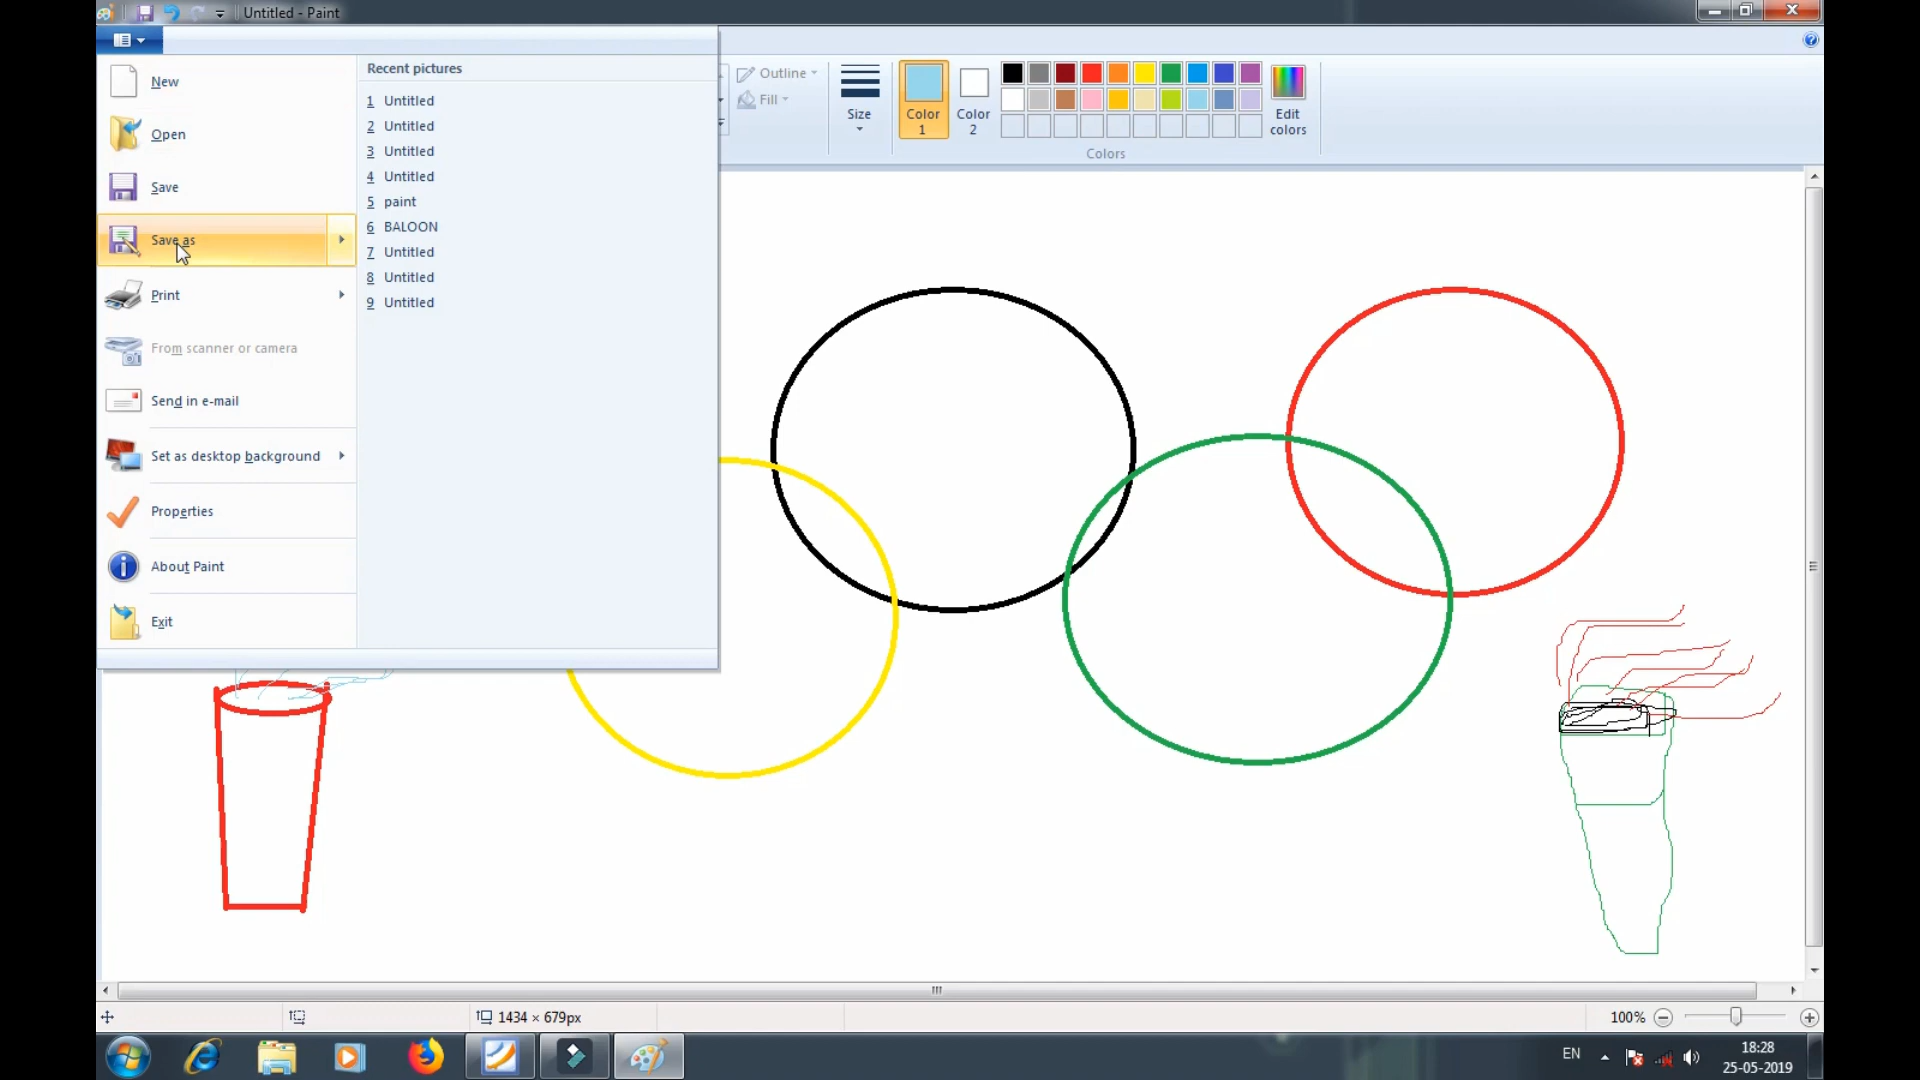 Untitled - Paint
New
Open
Save
Save as
Print
From scanner or camera
Send in e-mail
Set as desktop background
Properties
About Paint
Exit
Recent pictures
1 Untitled
2 Untitled
3 Untitled
4 Untitled
5 paint
6 BALOON
7 Untitled
8 Untitled
9 Untitled
Outline
Fill
Size
Color
1
Color
2
Edit
colors
Colors
1434 × 679px
100%
EN
18:28
25-05-2019